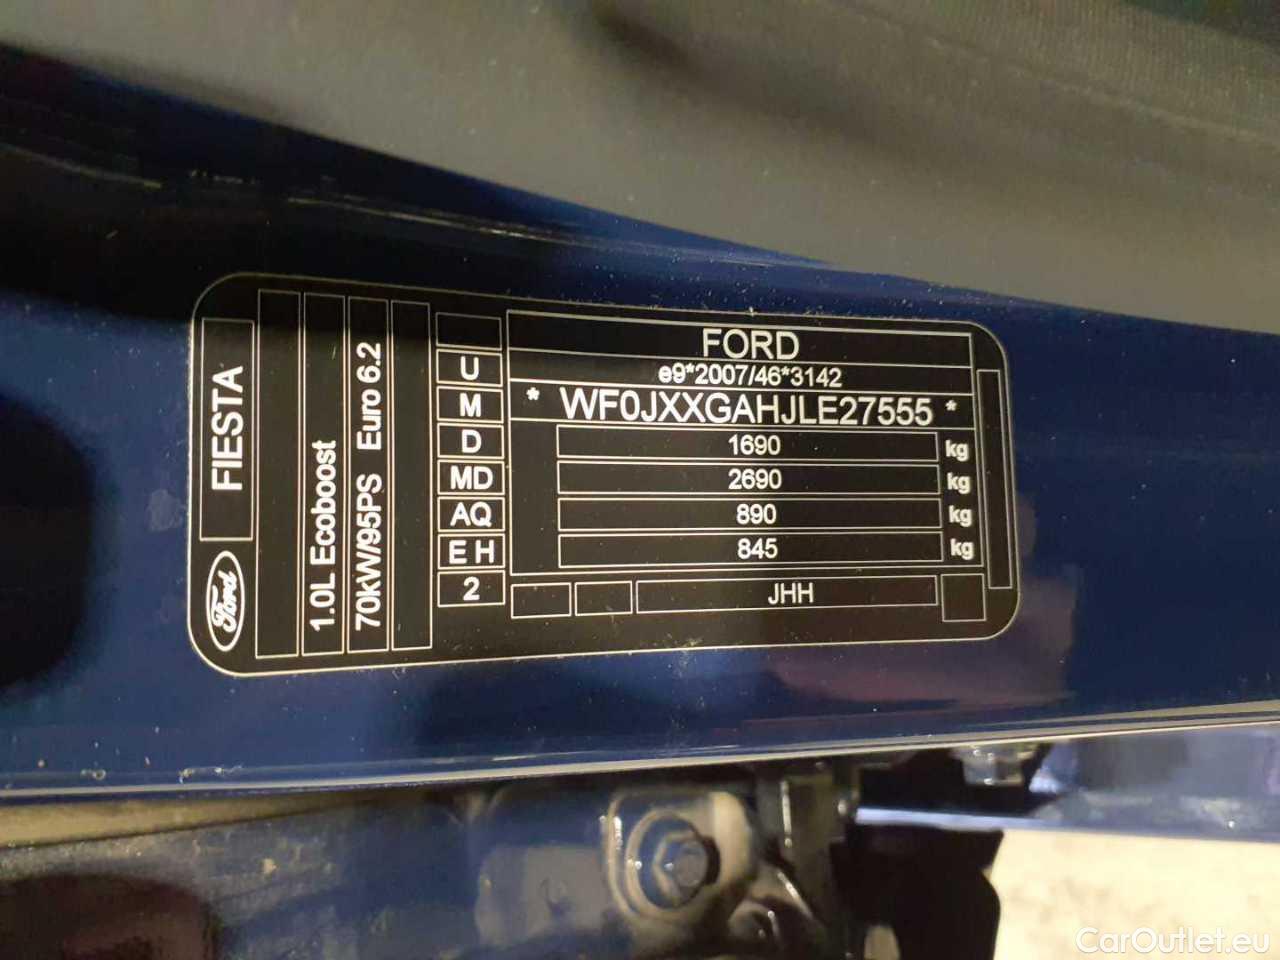 FORD
e9*2007/46*3142
* WF0JXXGAHJLE27555 *
U
M
D
MD
AQ
E H
2
1690 kg
2690 kg
890 kg
845 kg
JHH
FIESTA
Ford
1.0L Ecoboost
70kW/95PS Euro 6.2
CarOutlet.eu